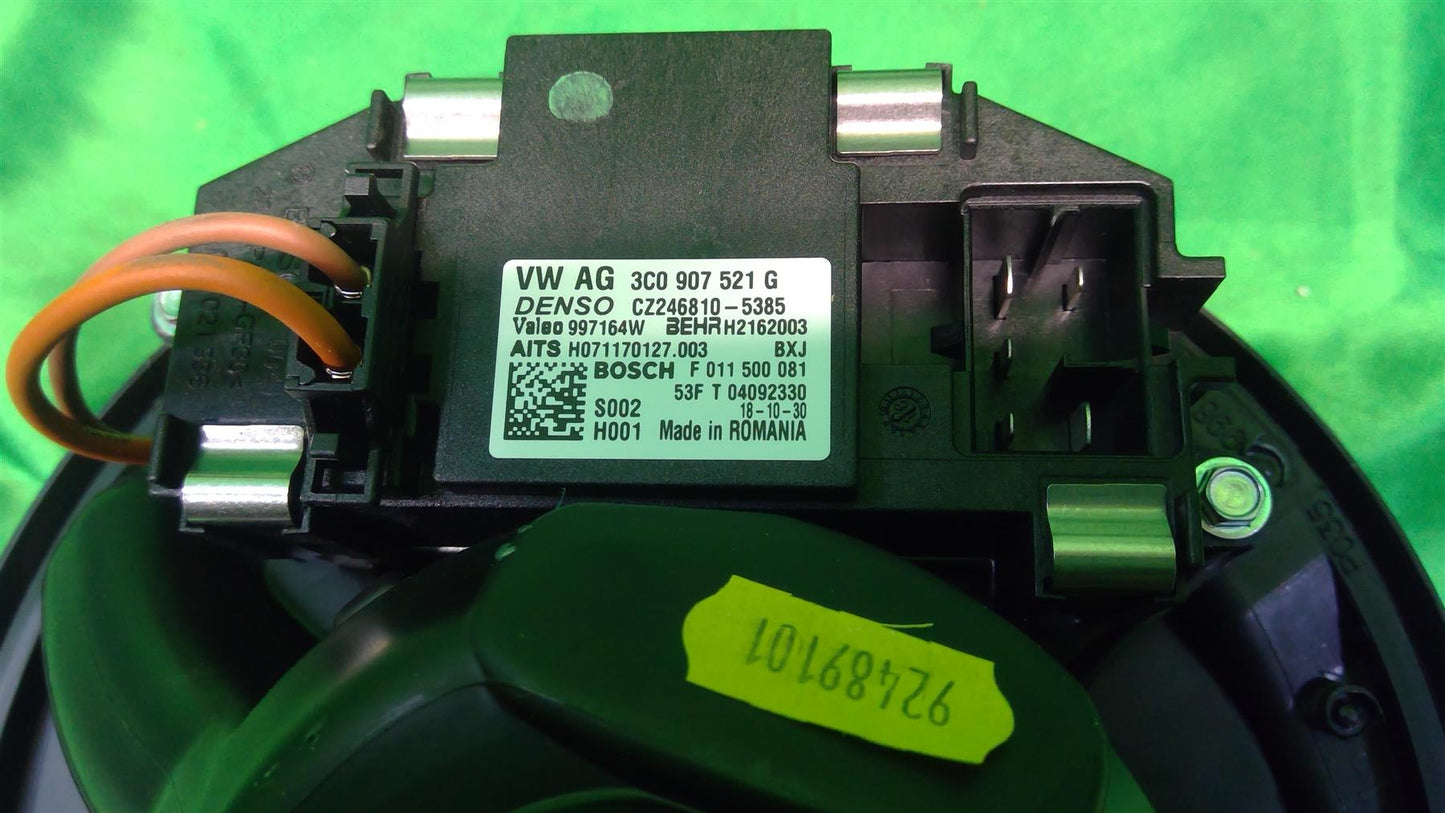 VW AG 3C0 907 521 G
DENSO CZ246810-5385
Valeo 997164W BEHR H2162003
AITS H071170127.003 BXJ
BOSCH F 011 500 081
53F T 04092330
S002 18-10-30
H001 Made in ROMANIA
92489101